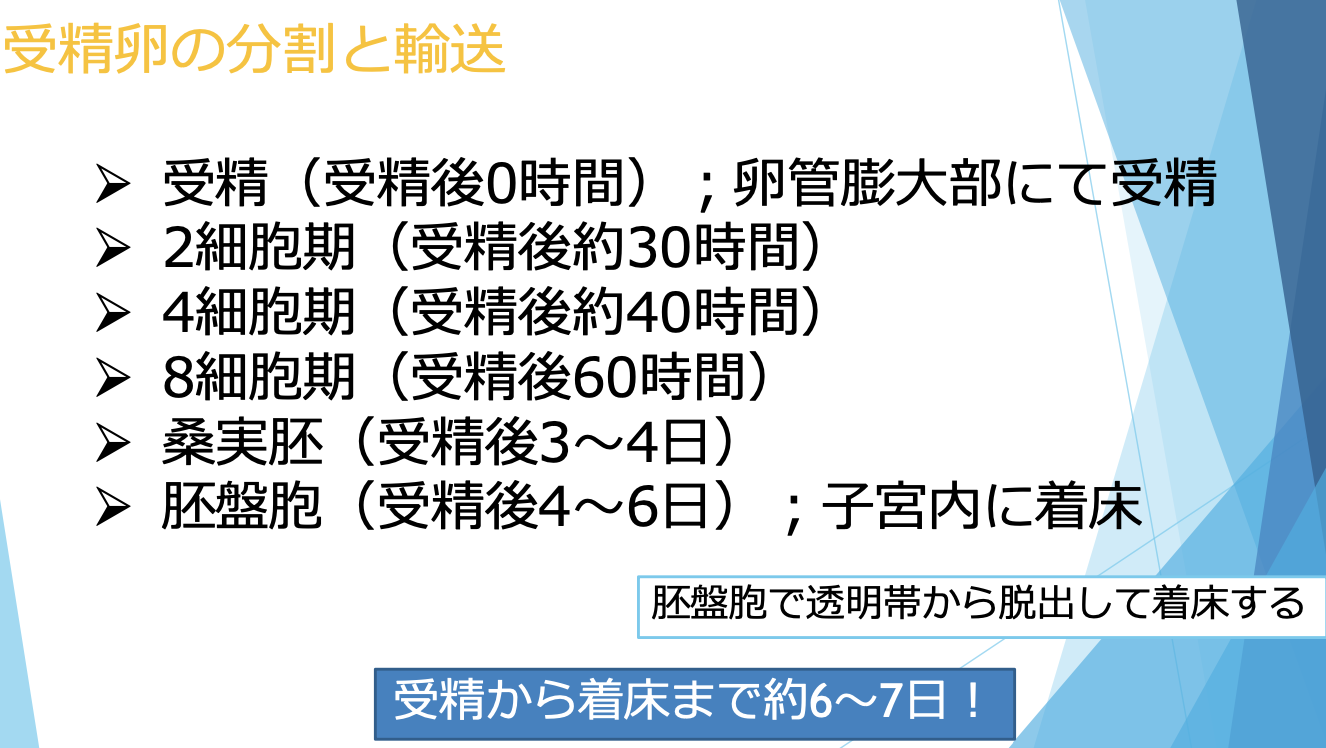 受精卵の分割と輸送
➢ 受精（受精後0時間）；卵管膨大部にて受精
➢ 2細胞期（受精後約30時間）
➢ 4細胞期（受精後約40時間）
➢ 8細胞期（受精後60時間）
➢ 桑実胚（受精後3～4日）
➢ 胚盤胞（受精後4～6日）；子宮内に着床
胚盤胞で透明帯から脱出して着床する
受精から着床まで約6～7日！